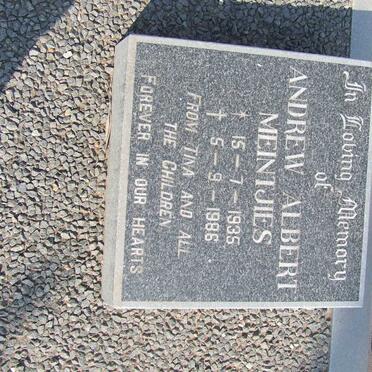 In Loving Memory
of
ANDREW ALBERT
MEINTJIES
* 15-7-1935
✝ 5-9-1986
FROM TINA AND ALL
THE CHILDREN
FOREVER IN OUR HEARTS